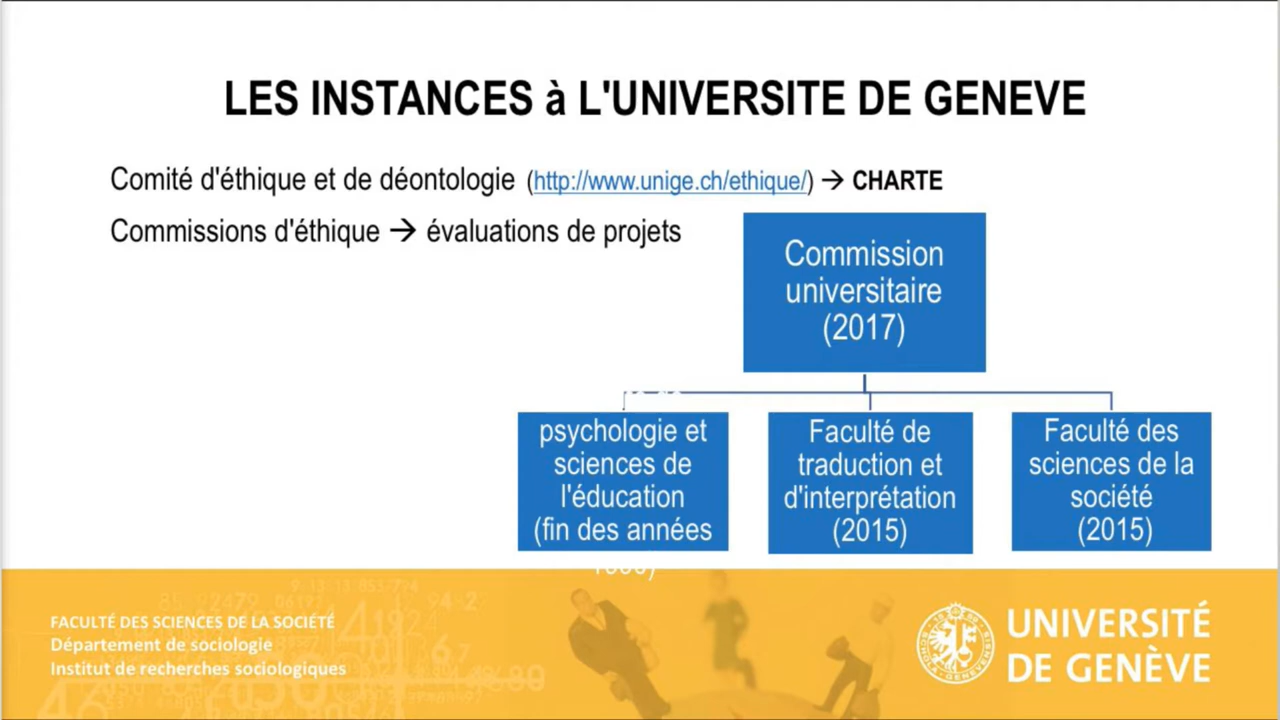 LES INSTANCES à L'UNIVERSITE DE GENEVE
Comité d'éthique et de déontologie (http://www.unige.ch/ethique/) → CHARTE
Commissions d'éthique → évaluations de projets
Commission
universitaire
(2017)
psychologie et
sciences de
l'éducation
(fin des années
Faculté de
traduction et
d'interprétation
(2015)
Faculté des
sciences de la
société
(2015)
FACULTÉ DES SCIENCES DE LA SOCIÉTÉ
Département de sociologie
Institut de recherches sociologiques
UNIVERSITÉ
DE GENÈVE